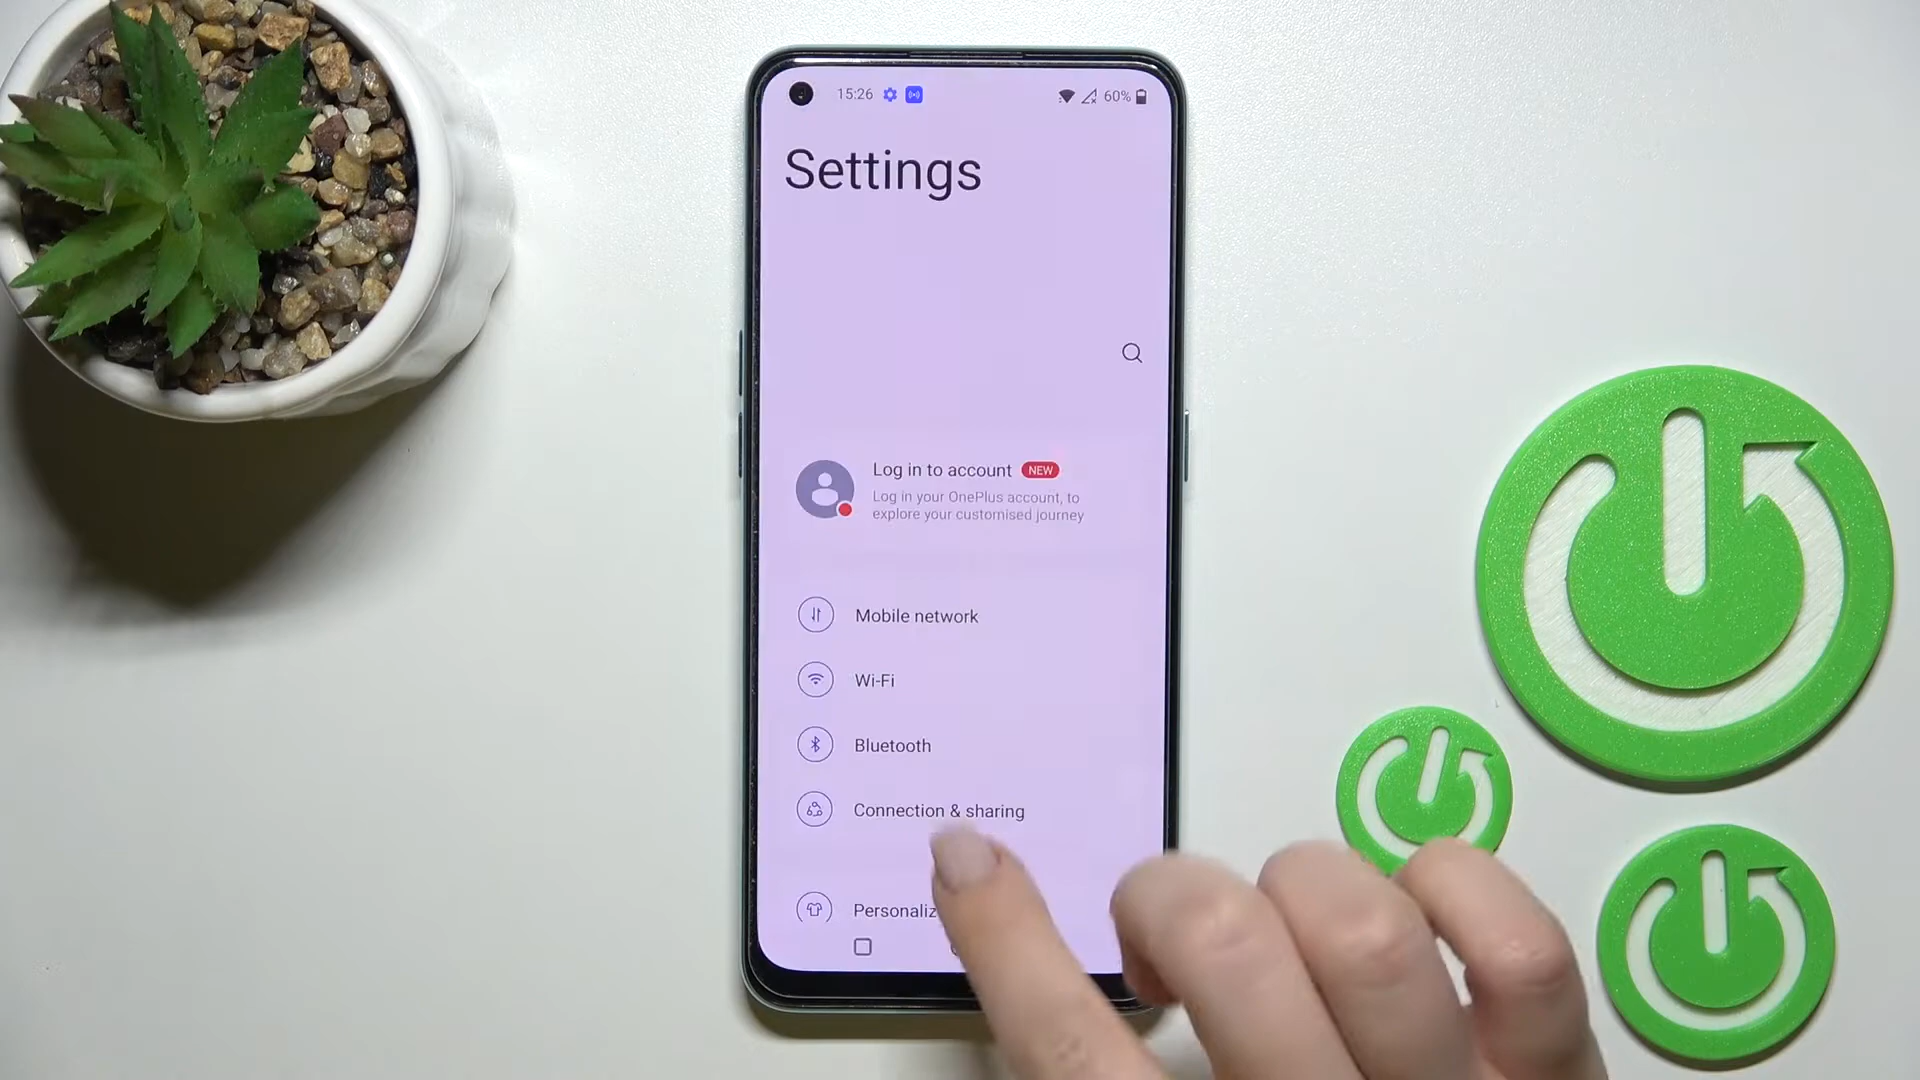 15:26
60%
Settings
Log in to account NEW
Log in your OnePlus account, to
explore your customised journey
Mobile network
Wi-Fi
Bluetooth
Connection & sharing
Personaliz